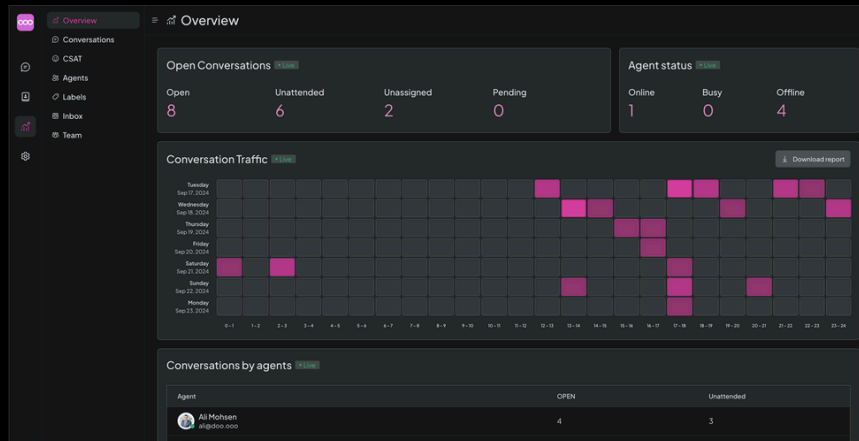 Overview
Conversations
CSAT
Agents
Labels
Inbox
Team
Overview
Open Conversations • Live
Open Unattended Unassigned Pending
8 6 2 0
Agent status • Live
Online Busy Offline
1 0 4
Conversation Traffic • Live
Download report
Tuesday
Sep 17, 2024
Wednesday
Sep 18, 2024
Thursday
Sep 19, 2024
Friday
Sep 20, 2024
Saturday
Sep 21, 2024
Sunday
Sep 22, 2024
Monday
Sep 23, 2024
0 - 1 1 - 2 2 - 3 3 - 4 4 - 5 5 - 6 6 - 7 7 - 8 8 - 9 9 - 10 10 - 11 11 - 12 12 - 13 13 - 14 14 - 15 15 - 16 16 - 17 17 - 18 18 - 19 19 - 20 20 - 21 21 - 22 22 - 23 23 - 24
Conversations by agents • Live
Agent OPEN Unattended
Ali Mohsen
ali@doo.ooo
4 3